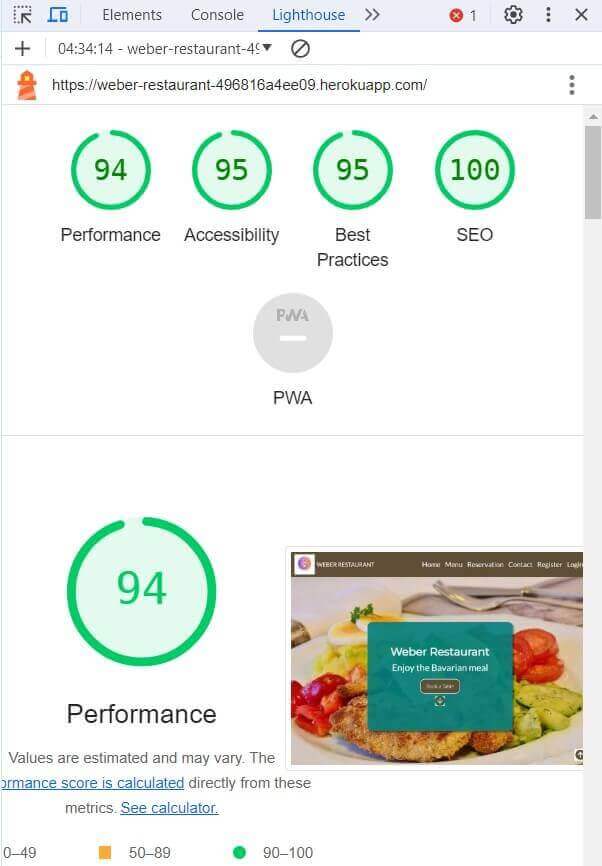 Elements Console Lighthouse 1
04:34:14 - weber-restaurant-49
https://weber-restaurant-496816a4ee09.herokuapp.com/
94 95 95 100
Performance Accessibility Best Practices SEO
PWA
PWA
94
Performance
Values are estimated and may vary. The
ormance score is calculated directly from these
metrics. See calculator.
0–49 50–89 90–100
WEBER RESTAURANT Home Menu Reservation Contact Register Login
Weber Restaurant
Enjoy the Bavarian meal
Book a Table